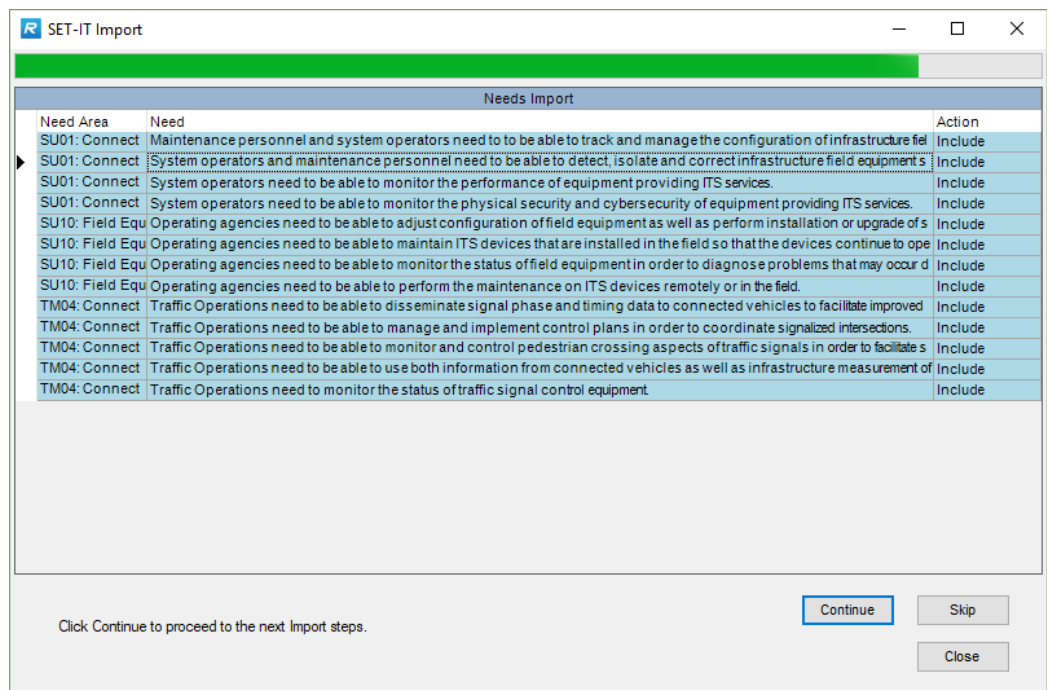 R SET-IT Import
Needs Import
Need Area Need Action
SU01: Connect Maintenance personnel and system operators need to to be able to track and manage the configuration of infrastructure fiel Include
SU01: Connect System operators and maintenance personnel need to be able to detect, isolate and correct infrastructure field equipment s Include
SU01: Connect System operators need to be able to monitor the performance of equipment providing ITS services. Include
SU01: Connect System operators need to be able to monitor the physical security and cybersecurity of equipment providing ITS services. Include
SU10: Field Equ Operating agencies need to be able to adjust configuration of field equipment as well as perform installation or upgrade of s Include
SU10: Field Equ Operating agencies need to be able to maintain ITS devices that are installed in the field so that the devices continue to ope Include
SU10: Field Equ Operating agencies need to be able to monitor the status of field equipment in order to diagnose problems that may occur d Include
SU10: Field Equ Operating agencies need to be able to perform the maintenance on ITS devices remotely or in the field. Include
TM04: Connect Traffic Operations need to be able to disseminate signal phase and timing data to connected vehicles to facilitate improved Include
TM04: Connect Traffic Operations need to be able to manage and implement control plans in order to coordinate signalized intersections. Include
TM04: Connect Traffic Operations need to be able to monitor and control pedestrian crossing aspects of traffic signals in order to facilitate s Include
TM04: Connect Traffic Operations need to be able to use both information from connected vehicles as well as infrastructure measurement of Include
TM04: Connect Traffic Operations need to monitor the status of traffic signal control equipment. Include
Continue Skip
Click Continue to proceed to the next Import steps.
Close